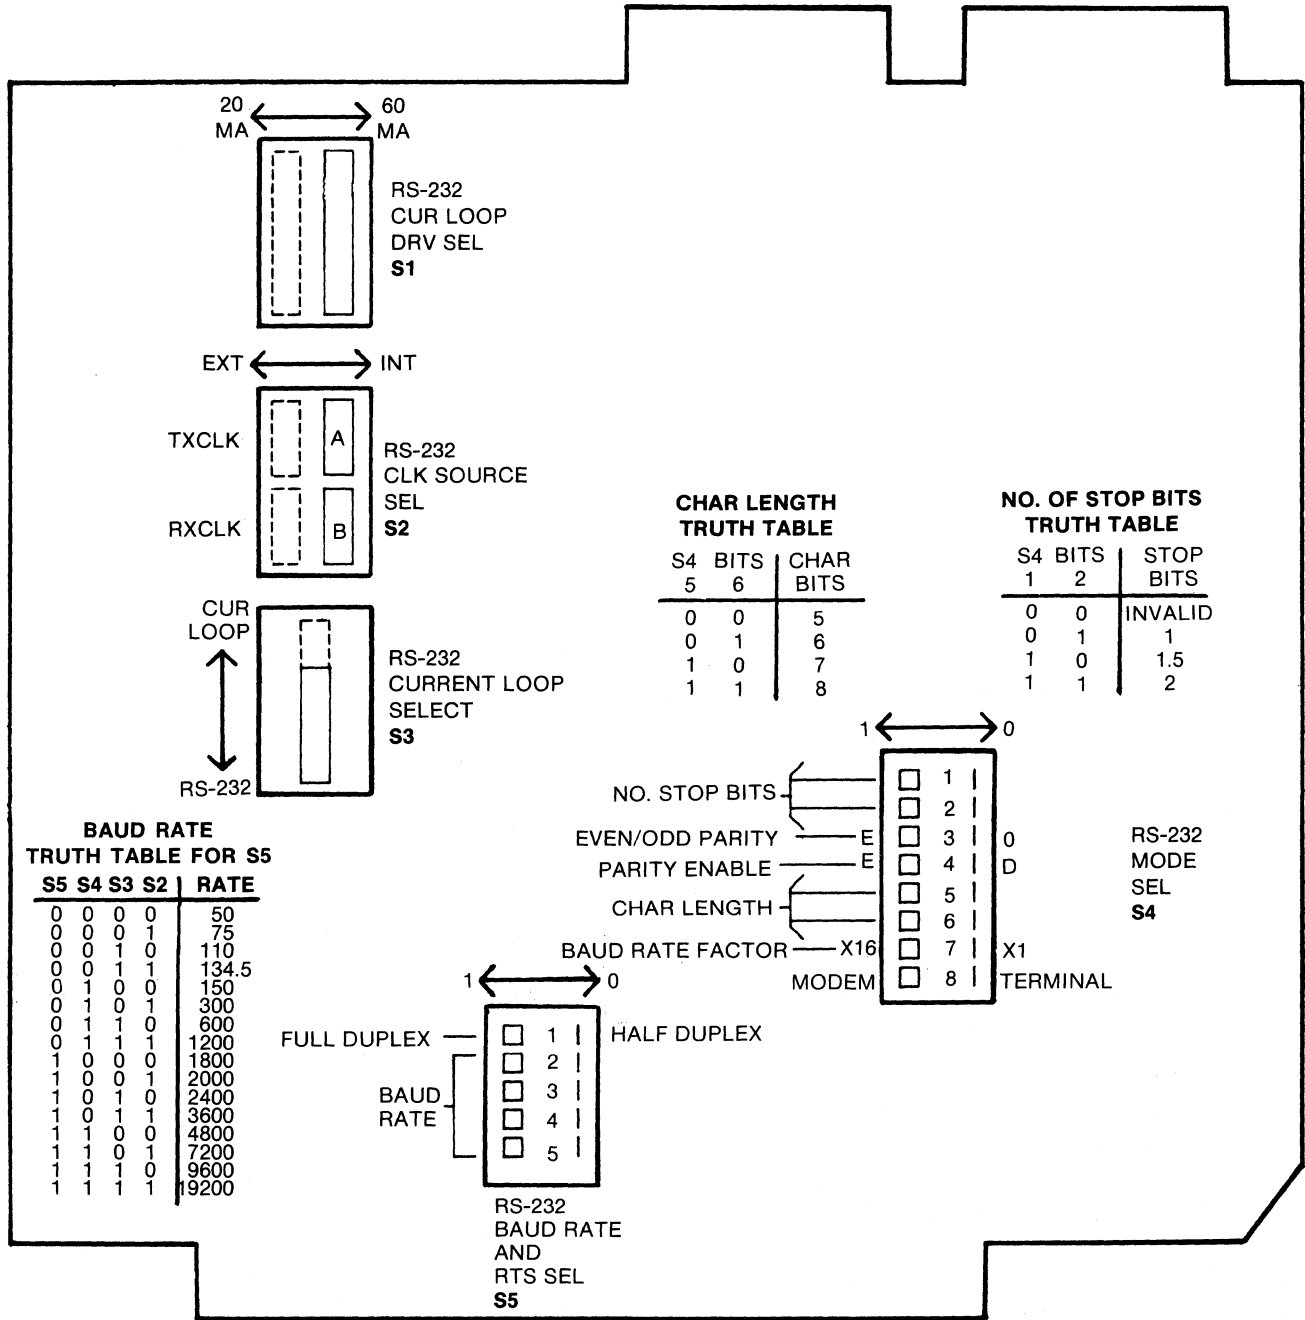 20 60
MA MA
RS-232
CUR LOOP
DRV SEL
S1
EXT INT
TXCLK A
RXCLK B
RS-232
CLK SOURCE
SEL
S2
CUR
LOOP
RS-232
RS-232
CURRENT LOOP
SELECT
S3
CHAR LENGTH
TRUTH TABLE
S4 BITS CHAR
5 6 BITS
0 0 5
0 1 6
1 0 7
1 1 8
NO. OF STOP BITS
TRUTH TABLE
S4 BITS STOP
1 2 BITS
0 0 INVALID
0 1 1
1 0 1.5
1 1 2
1 0
NO. STOP BITS
1
2
EVEN/ODD PARITY E 3 0
PARITY ENABLE E 4 D
CHAR LENGTH
5
6
BAUD RATE FACTOR X16 7 X1
MODEM 8 TERMINAL
RS-232
MODE
SEL
S4
BAUD RATE
TRUTH TABLE FOR S5
S5 S4 S3 S2 RATE
0 0 0 0 50
0 0 0 1 75
0 0 1 0 110
0 0 1 1 134.5
0 1 0 0 150
0 1 0 1 300
0 1 1 0 600
0 1 1 1 1200
1 0 0 0 1800
1 0 0 1 2000
1 0 1 0 2400
1 0 1 1 3600
1 1 0 0 4800
1 1 0 1 7200
1 1 1 0 9600
1 1 1 1 19200
1 0
FULL DUPLEX 1 HALF DUPLEX
BAUD
RATE
2
3
4
5
RS-232
BAUD RATE
AND
RTS SEL
S5